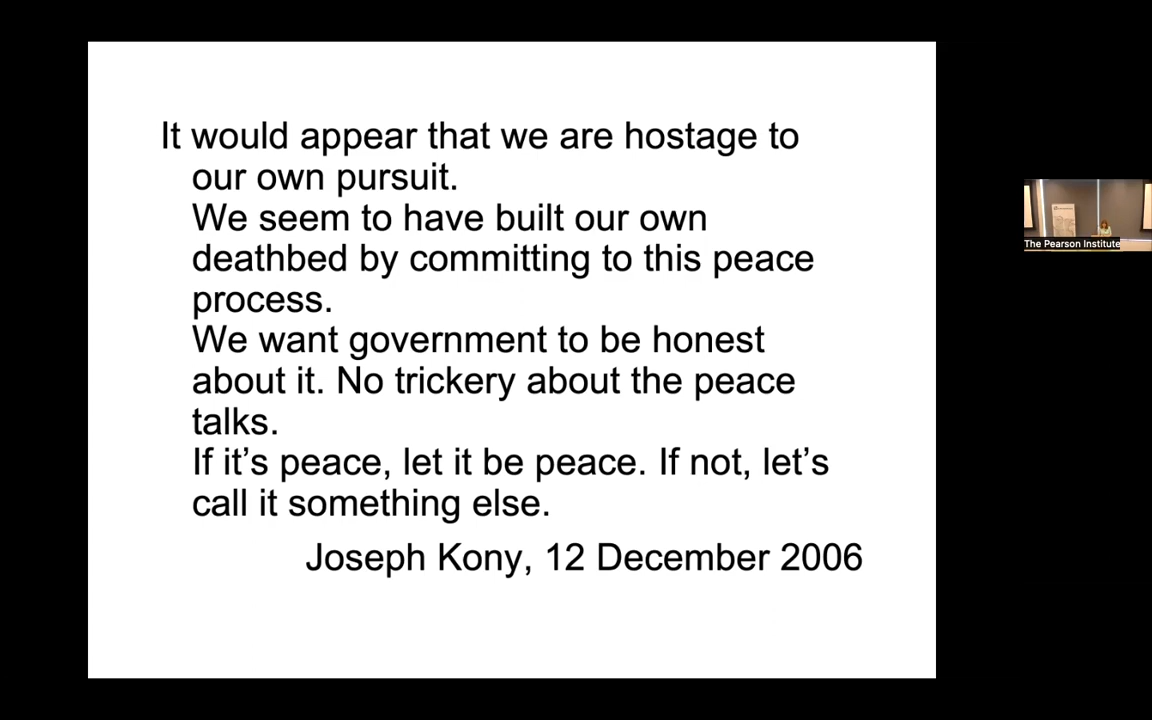 It would appear that we are hostage to
our own pursuit.
We seem to have built our own
deathbed by committing to this peace
process.
We want government to be honest
about it. No trickery about the peace
talks.
If it’s peace, let it be peace. If not, let’s
call it something else.
Joseph Kony, 12 December 2006
The Pearson Institute